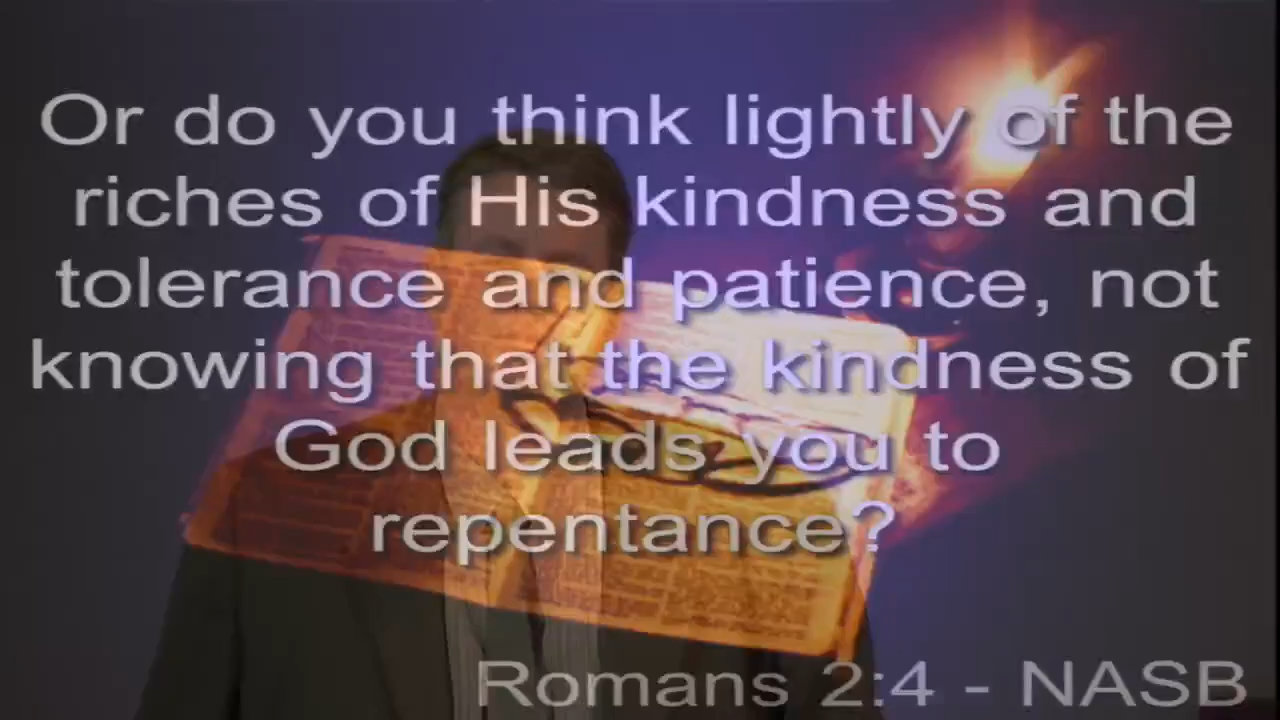 Or do you think lightly of the
riches of His kindness and
tolerance and patience, not
knowing that the kindness of
God leads you to
repentance?
Romans 2:4 - NASB